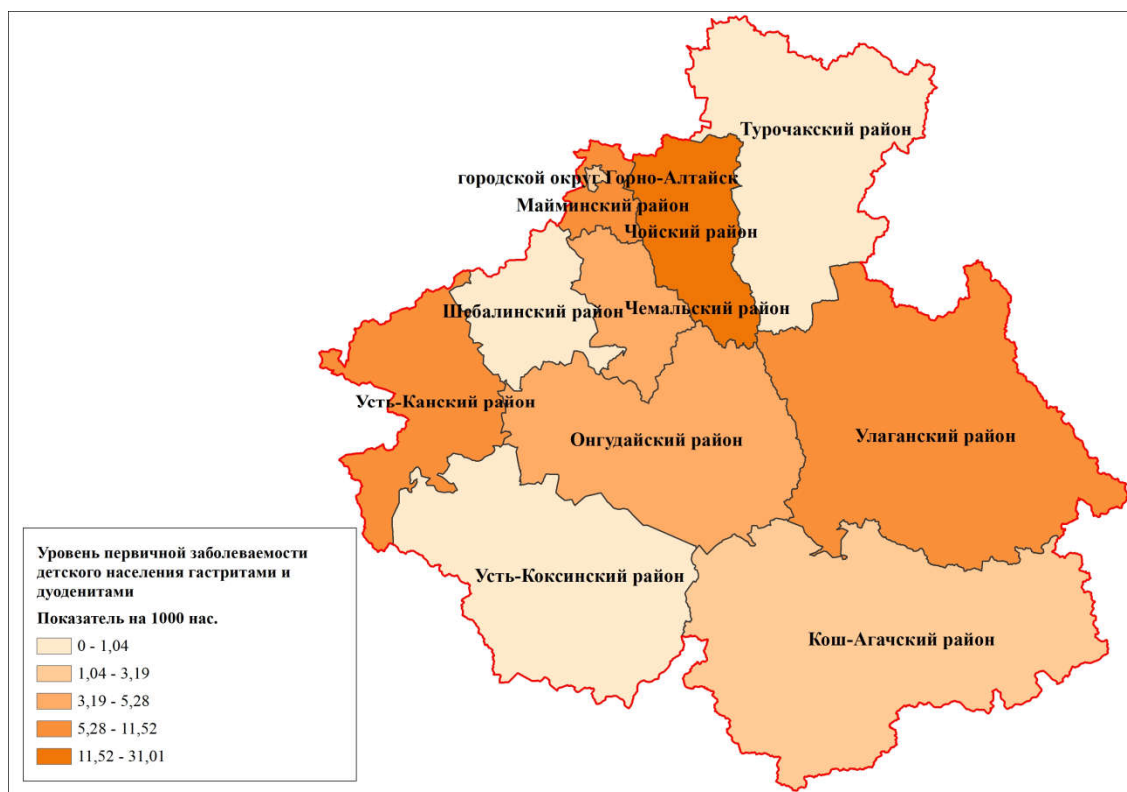 Турочакский район
городской округ Горно-Алтайск
Майминский район
Чойский район
Шебалинский район
Чемальский район
Усть-Канский район
Онгудайский район
Улаганский район
Усть-Коксинский район
Кош-Агачский район
Уровень первичной заболеваемости
детского населения гастритами и
дуоденитами
Показатель на 1000 нас.
0 - 1,04
1,04 - 3,19
3,19 - 5,28
5,28 - 11,52
11,52 - 31,01